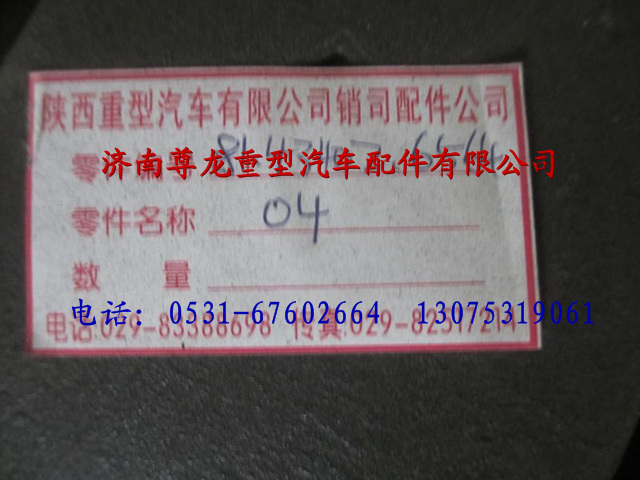 陕西重型汽车有限公司销司配件公司
零
济南尊龙重型汽车配件有限公司
零件名称 04
数量
电话: 0531-67602664 13075319061
电话:029- 传真:029-